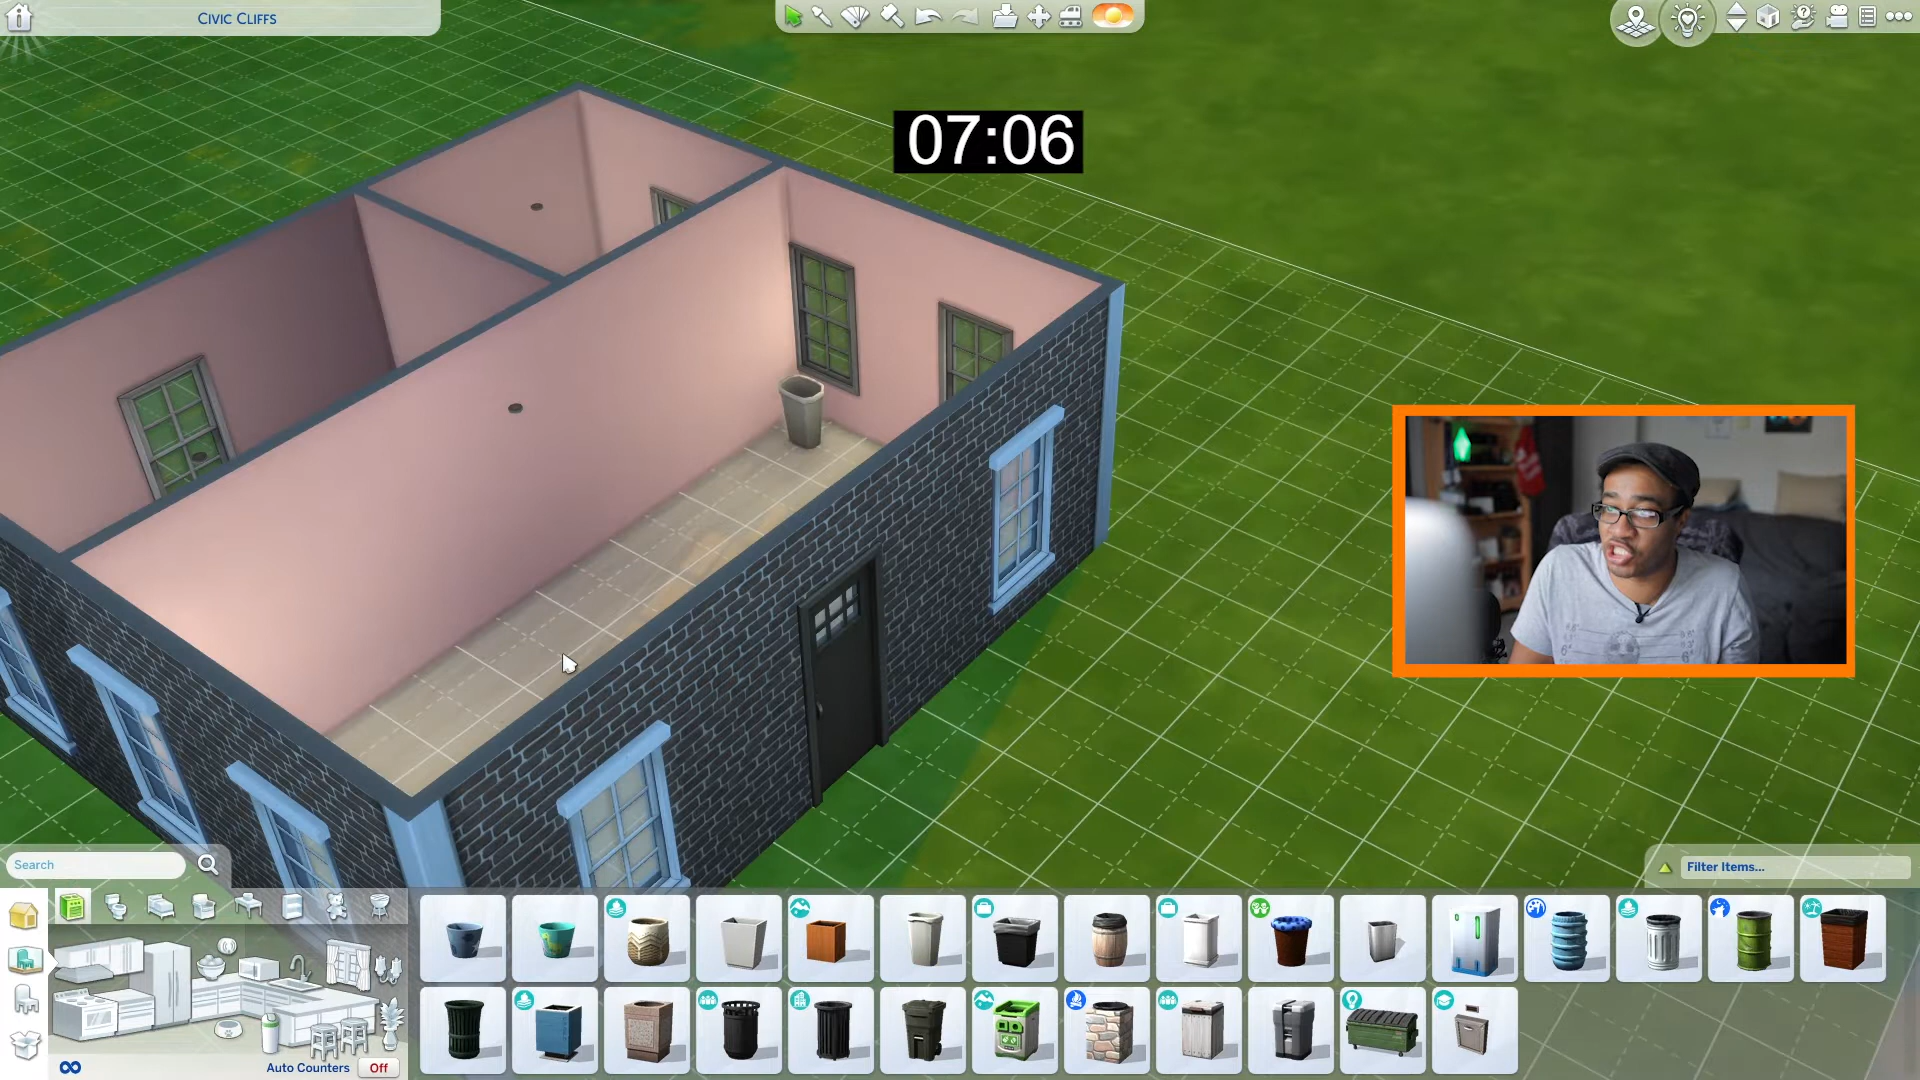 Civic Cliffs
07:06
Search
Filter Items...
Auto Counters Off